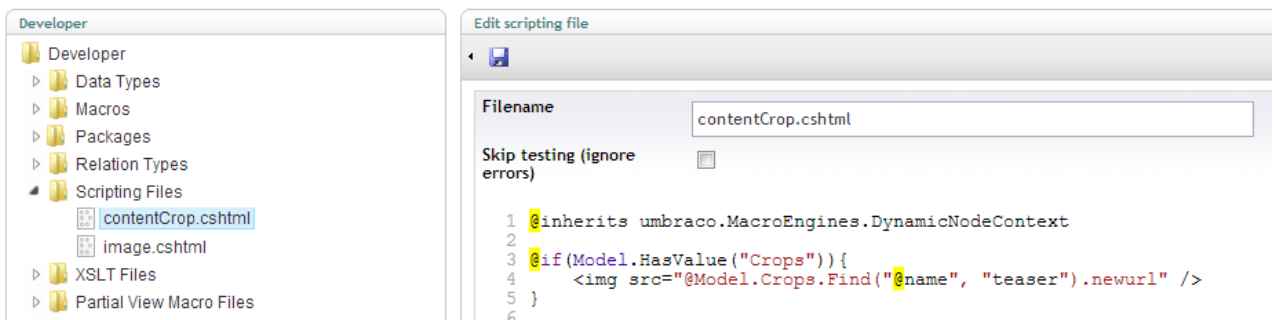 Developer
Developer
Data Types
Macros
Packages
Relation Types
Scripting Files
contentCrop.cshtml
image.cshtml
XSLT Files
Partial View Macro Files
Edit scripting file
Filename
contentCrop.cshtml
Skip testing (ignore
errors)
1 @inherits umbraco.MacroEngines.DynamicNodeContext
2
3 @if(Model.HasValue("Crops")){
4     <img src="@Model.Crops.Find("@name", "teaser").newurl" />
5 }
6